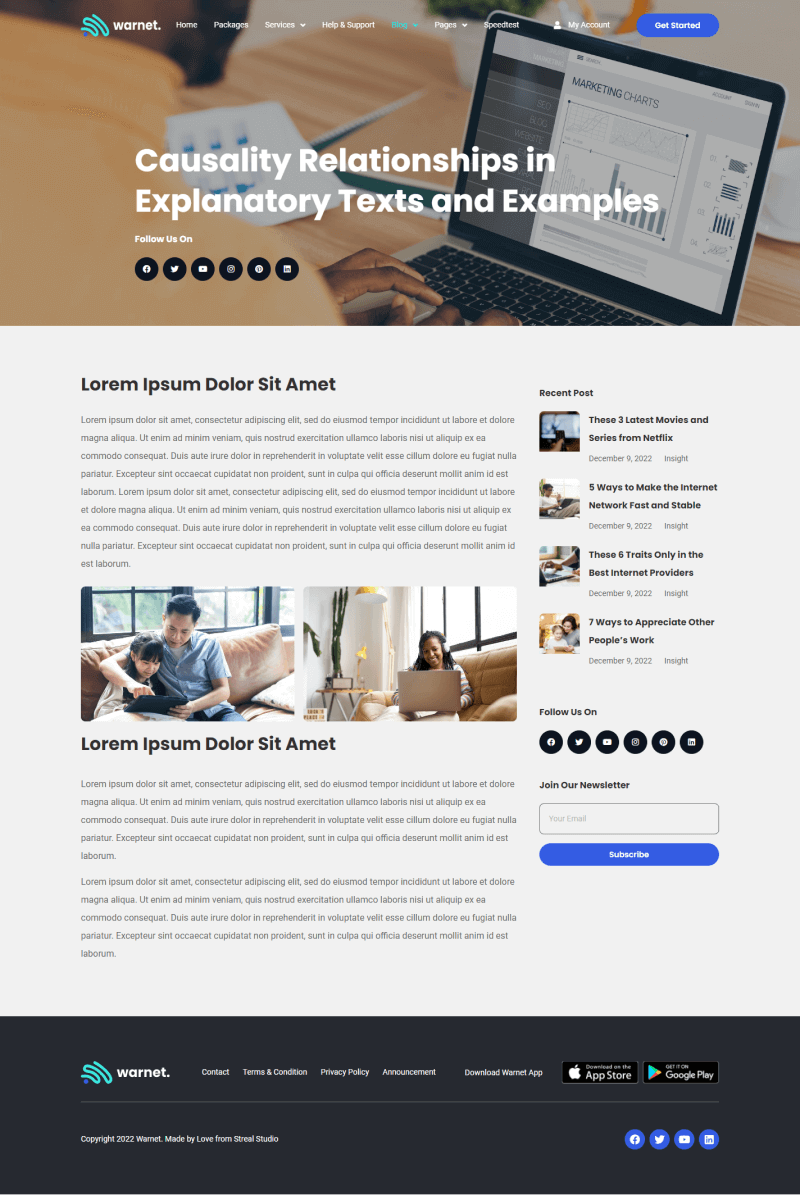 warnet.
Home
Packages
Services
Help & Support
Blog
Pages
Speedtest
My Account
Get Started
SEARCH
MARKETING CHARTS
ACCOUNT
SEO
BLOG
WEBSITE
Causality Relationships in
Explanatory Texts and Examples
Follow Us On
Lorem Ipsum Dolor Sit Amet
Lorem ipsum dolor sit amet, consectetur adipiscing elit, sed do eiusmod tempor incididunt ut labore et dolore
magna aliqua. Ut enim ad minim veniam, quis nostrud exercitation ullamco laboris nisi ut aliquip ex ea
commodo consequat. Duis aute irure dolor in reprehenderit in voluptate velit esse cillum dolore eu fugiat nulla
pariatur. Excepteur sint occaecat cupidatat non proident, sunt in culpa qui officia deserunt mollit anim id est
laborum. Lorem ipsum dolor sit amet, consectetur adipiscing elit, sed do eiusmod tempor incididunt ut labore
et dolore magna aliqua. Ut enim ad minim veniam, quis nostrud exercitation ullamco laboris nisi ut aliquip ex
ea commodo consequat. Duis aute irure dolor in reprehenderit in voluptate velit esse cillum dolore eu fugiat
nulla pariatur. Excepteur sint occaecat cupidatat non proident, sunt in culpa qui officia deserunt mollit anim id
est laborum.
Lorem Ipsum Dolor Sit Amet
Lorem ipsum dolor sit amet, consectetur adipiscing elit, sed do eiusmod tempor incididunt ut labore et dolore
magna aliqua. Ut enim ad minim veniam, quis nostrud exercitation ullamco laboris nisi ut aliquip ex ea
commodo consequat. Duis aute irure dolor in reprehenderit in voluptate velit esse cillum dolore eu fugiat nulla
pariatur. Excepteur sint occaecat cupidatat non proident, sunt in culpa qui officia deserunt mollit anim id est
laborum.
Lorem ipsum dolor sit amet, consectetur adipiscing elit, sed do eiusmod tempor incididunt ut labore et dolore
magna aliqua. Ut enim ad minim veniam, quis nostrud exercitation ullamco laboris nisi ut aliquip ex ea
commodo consequat. Duis aute irure dolor in reprehenderit in voluptate velit esse cillum dolore eu fugiat nulla
pariatur. Excepteur sint occaecat cupidatat non proident, sunt in culpa qui officia deserunt mollit anim id est
laborum.
Recent Post
These 3 Latest Movies and
Series from Netflix
December 9, 2022 Insight
5 Ways to Make the Internet
Network Fast and Stable
December 9, 2022 Insight
These 6 Traits Only in the
Best Internet Providers
December 9, 2022 Insight
7 Ways to Appreciate Other
People's Work
December 9, 2022 Insight
Follow Us On
Join Our Newsletter
Your Email
Subscribe
warnet.
Contact
Terms & Condition
Privacy Policy
Announcement
Download Warnet App
Download on the
App Store
GET IT ON
Google Play
Copyright 2022 Warnet. Made by Love from Streal Studio